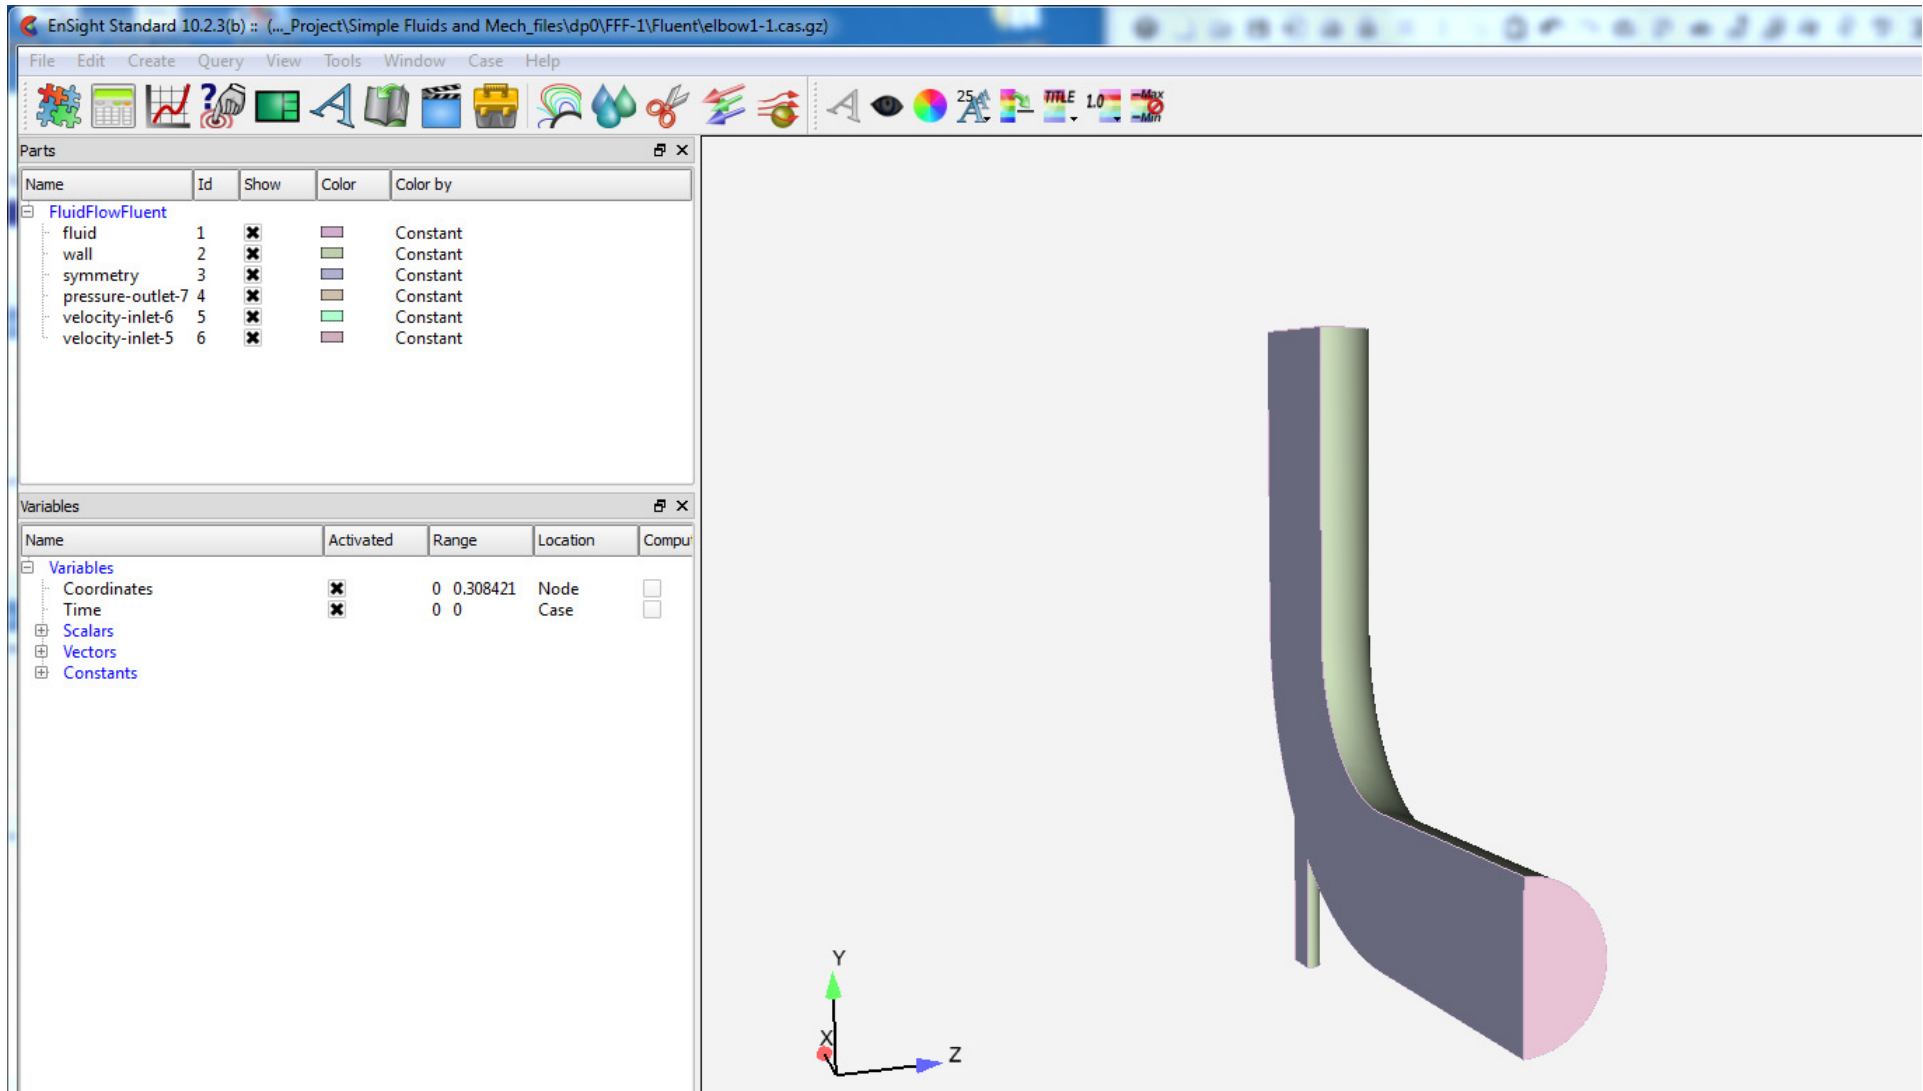 EnSight Standard 10.2.3(b) :: (..._Project\Simple Fluids and Mech_files\dp0\FFF-1\Fluent\elbow1-1.cas.gz)
File Edit Create Query View Tools Window Case Help
25 TITLE 1.0 Max Min
Parts
Name Id Show Color Color by
FluidFlowFluent
fluid 1 Constant
wall 2 Constant
symmetry 3 Constant
pressure-outlet-7 4 Constant
velocity-inlet-6 5 Constant
velocity-inlet-5 6 Constant
Variables
Name Activated Range Location Compu
Variables
Coordinates 0 0.308421 Node
Time 0 0 Case
Scalars
Vectors
Constants
Y
X
Z